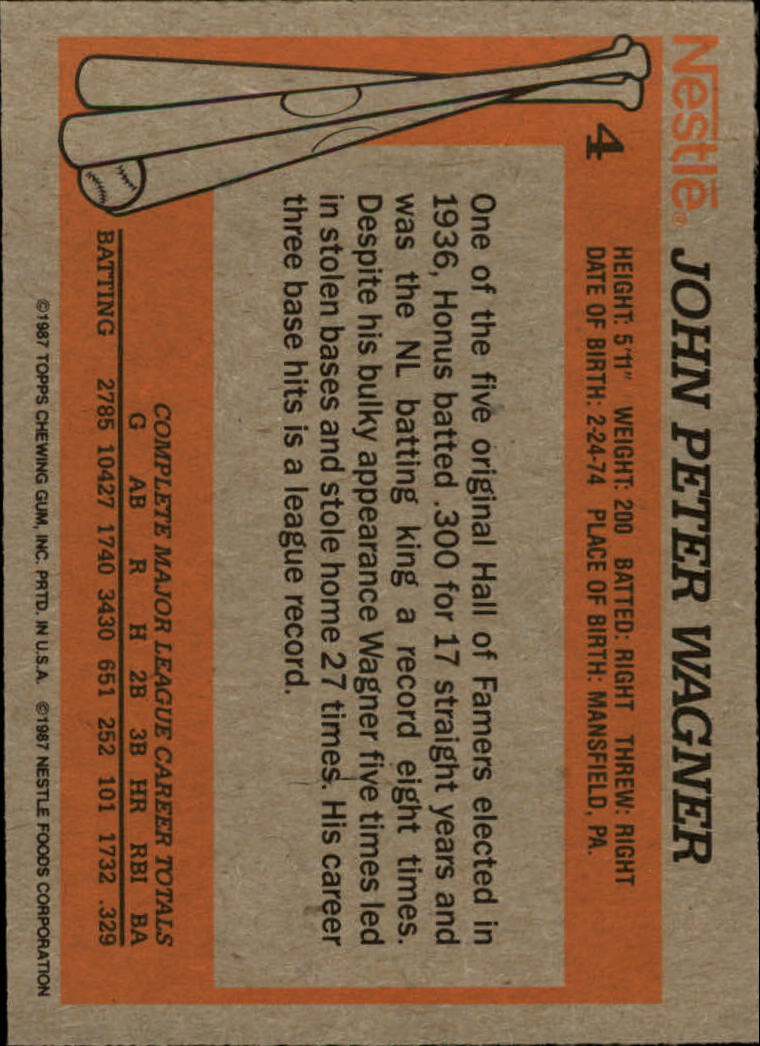 Nestlē® JOHN PETER WAGNER
4
HEIGHT: 5'11" WEIGHT: 200 BATTED: RIGHT THREW: RIGHT
DATE OF BIRTH: 2-24-74 PLACE OF BIRTH: MANSFIELD, PA.
One of the five original Hall of Famers elected in
1936, Honus batted .300 for 17 straight years and
was the NL batting king a record eight times.
Despite his bulky appearance Wagner five times led
in stolen bases and stole home 27 times. His career
three base hits is a league record.
COMPLETE MAJOR LEAGUE CAREER TOTALS
G AB R H 2B 3B HR RBI BA
BATTING 2785 10427 1740 3430 651 252 101 1732 .329
©1987 TOPPS CHEWING GUM, INC. PRTD. IN U.S.A. ©1987 NESTLE FOODS CORPORATION